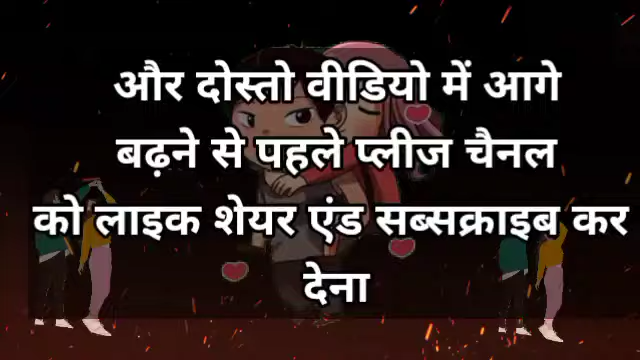 और दोस्तो वीडियो में आगे
बढ़ने से पहले प्लीज चैनल
को लाइक शेयर एंड सब्सक्राइब कर
देना